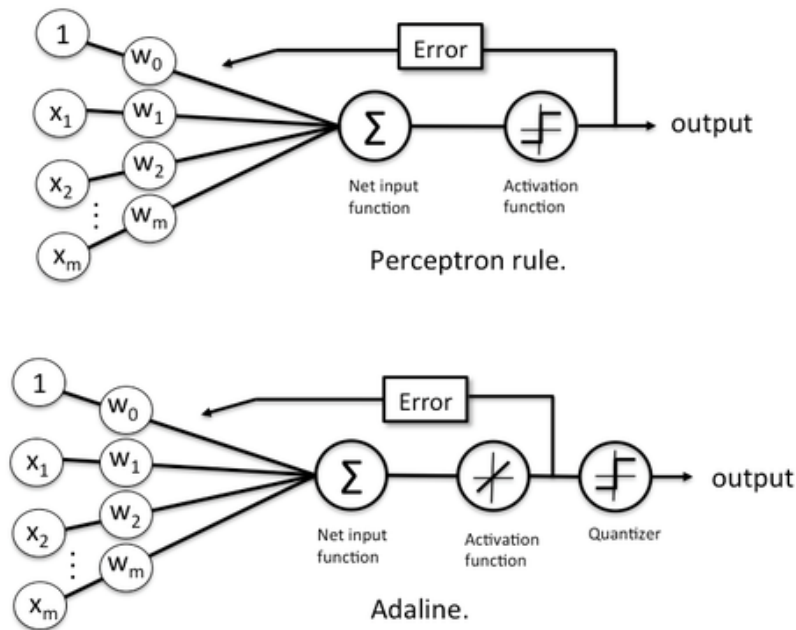 1
w0
Error
x1
w1
Σ
output
x2
w2
Net input
function
Activation
function
⋮
wm
xm
Perceptron rule.
1
w0
Error
x1
w1
Σ
output
x2
w2
Net input
function
Activation
function
Quantizer
⋮
wm
xm
Adaline.